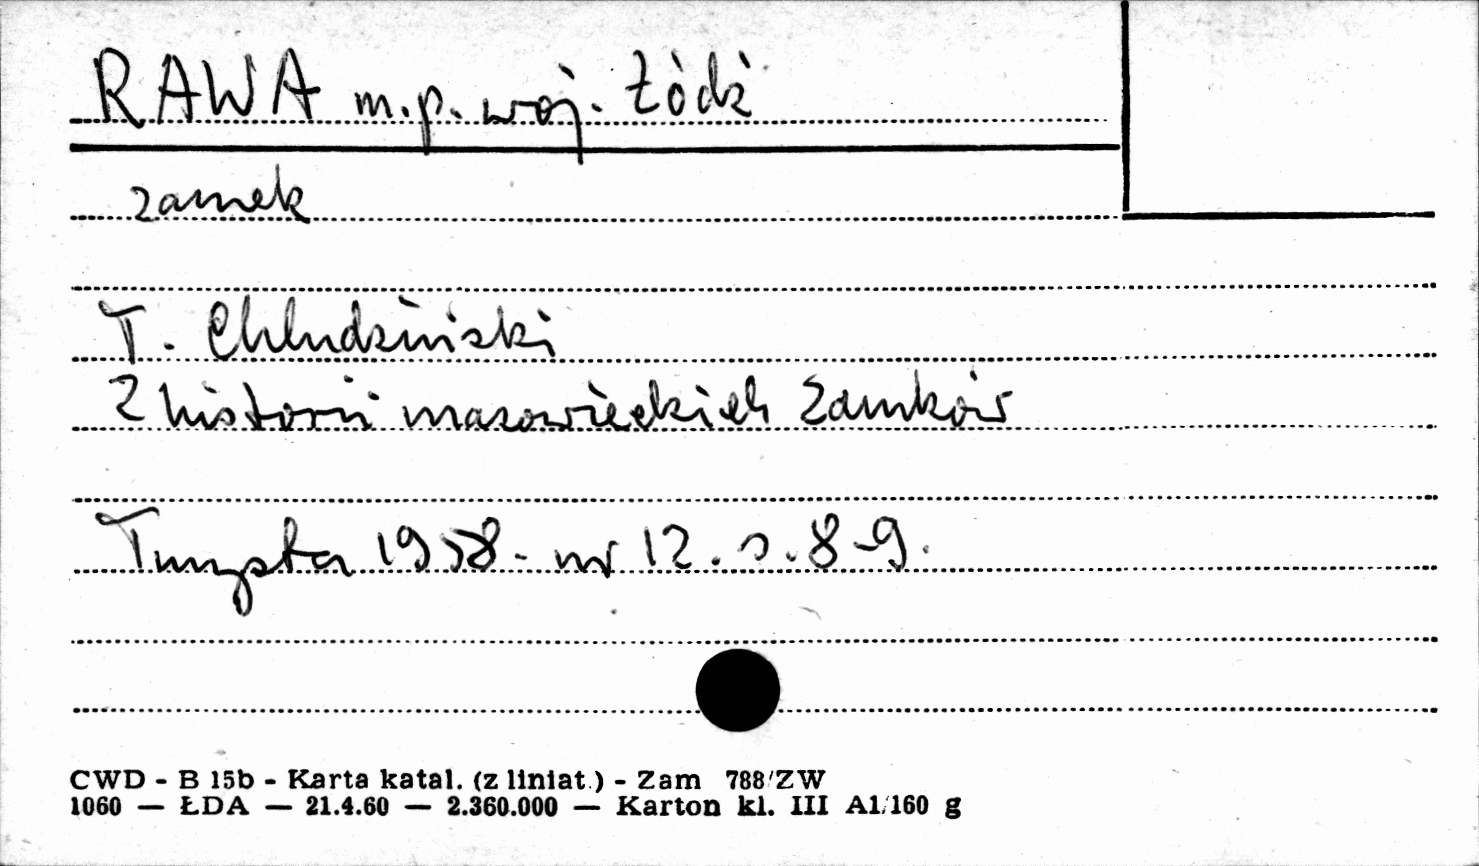 RAWA m.p. woj. Łódź
zamek
T. Chludziński
Z historii mazowieckich zamków
Turysta 1958. nr 12. s. 8-9.
CWD - B 15b - Karta katal. (z liniat.) - Zam 788/ZW
1060 — ŁDA — 21.4.60 — 2.360.000 — Karton kl. III A1/160 g